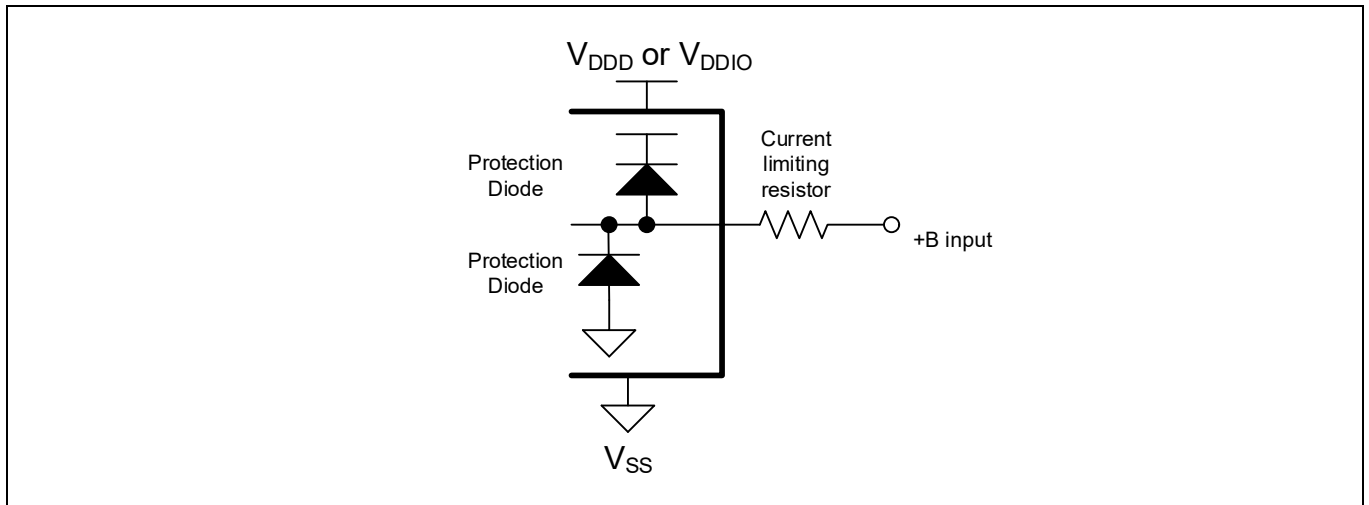 VDDD or VDDIO
Protection
Diode
Current
limiting
resistor
+B input
Protection
Diode
VSS